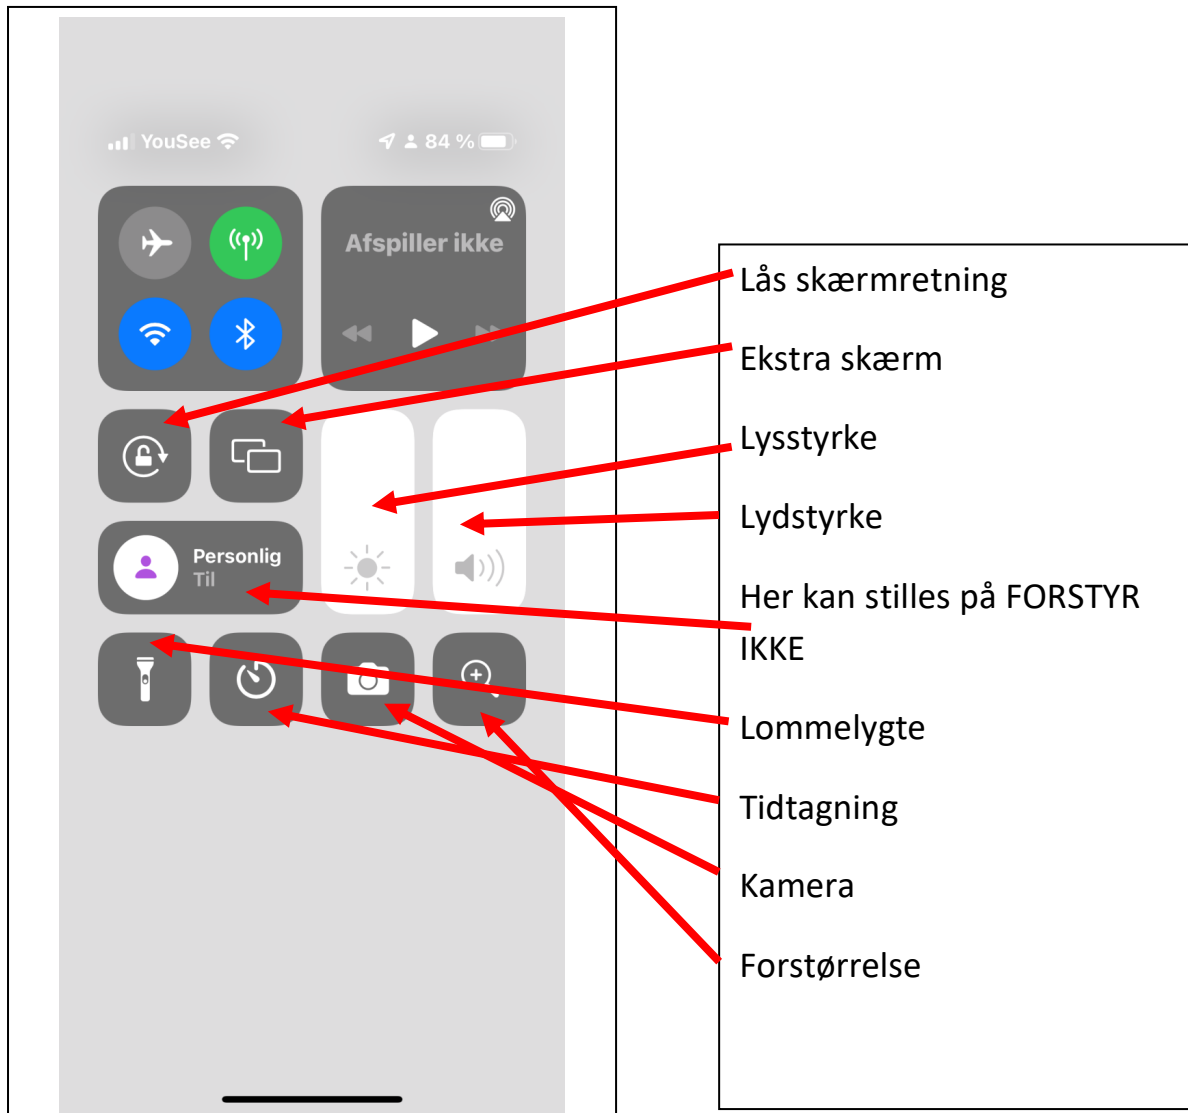 YouSee
84 %
Afspiller ikke
Personlig
Til
Lås skærmretning
Ekstra skærm
Lysstyrke
Lydstyrke
Her kan stilles på FORSTYR
IKKE
Lommelygte
Tidtagning
Kamera
Forstørrelse